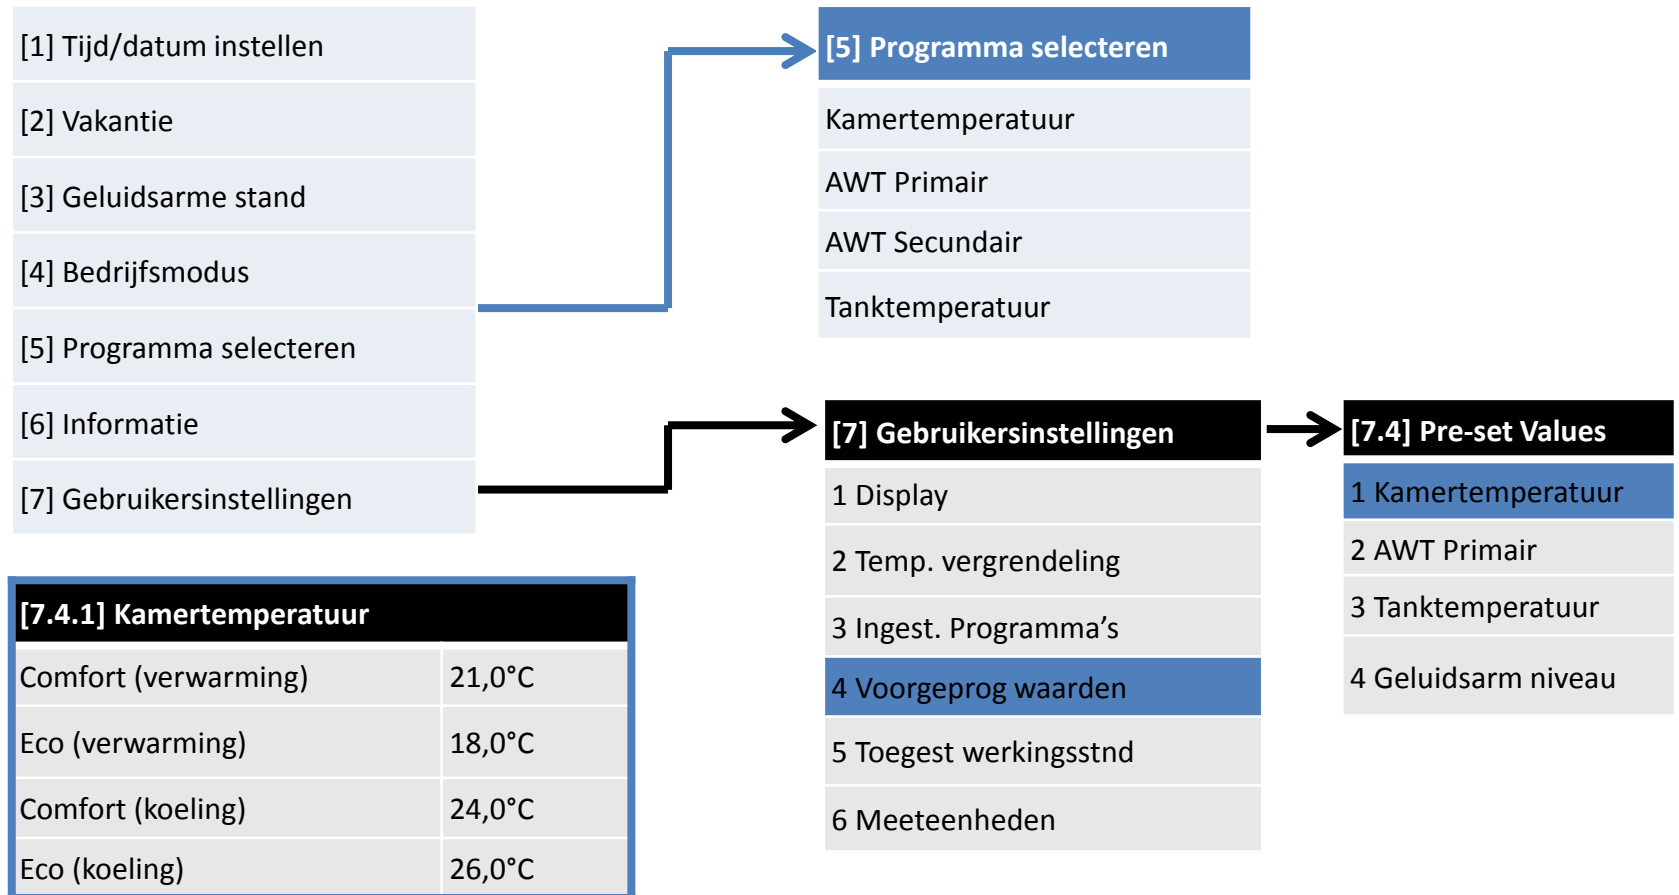 [1] Tijd/datum instellen
[2] Vakantie
[3] Geluidsarme stand
[4] Bedrijfsmodus
[5] Programma selecteren
[6] Informatie
[7] Gebruikersinstellingen
[5] Programma selecteren
Kamertemperatuur
AWT Primair
AWT Secundair
Tanktemperatuur
[7] Gebruikersinstellingen
1 Display
2 Temp. vergrendeling
3 Ingest. Programma’s
4 Voorgeprog waarden
5 Toegest werkingsstnd
6 Meeteenheden
[7.4] Pre-set Values
1 Kamertemperatuur
2 AWT Primair
3 Tanktemperatuur
4 Geluidsarm niveau
[7.4.1] Kamertemperatuur
Comfort (verwarming) 21,0°C
Eco (verwarming) 18,0°C
Comfort (koeling) 24,0°C
Eco (koeling) 26,0°C